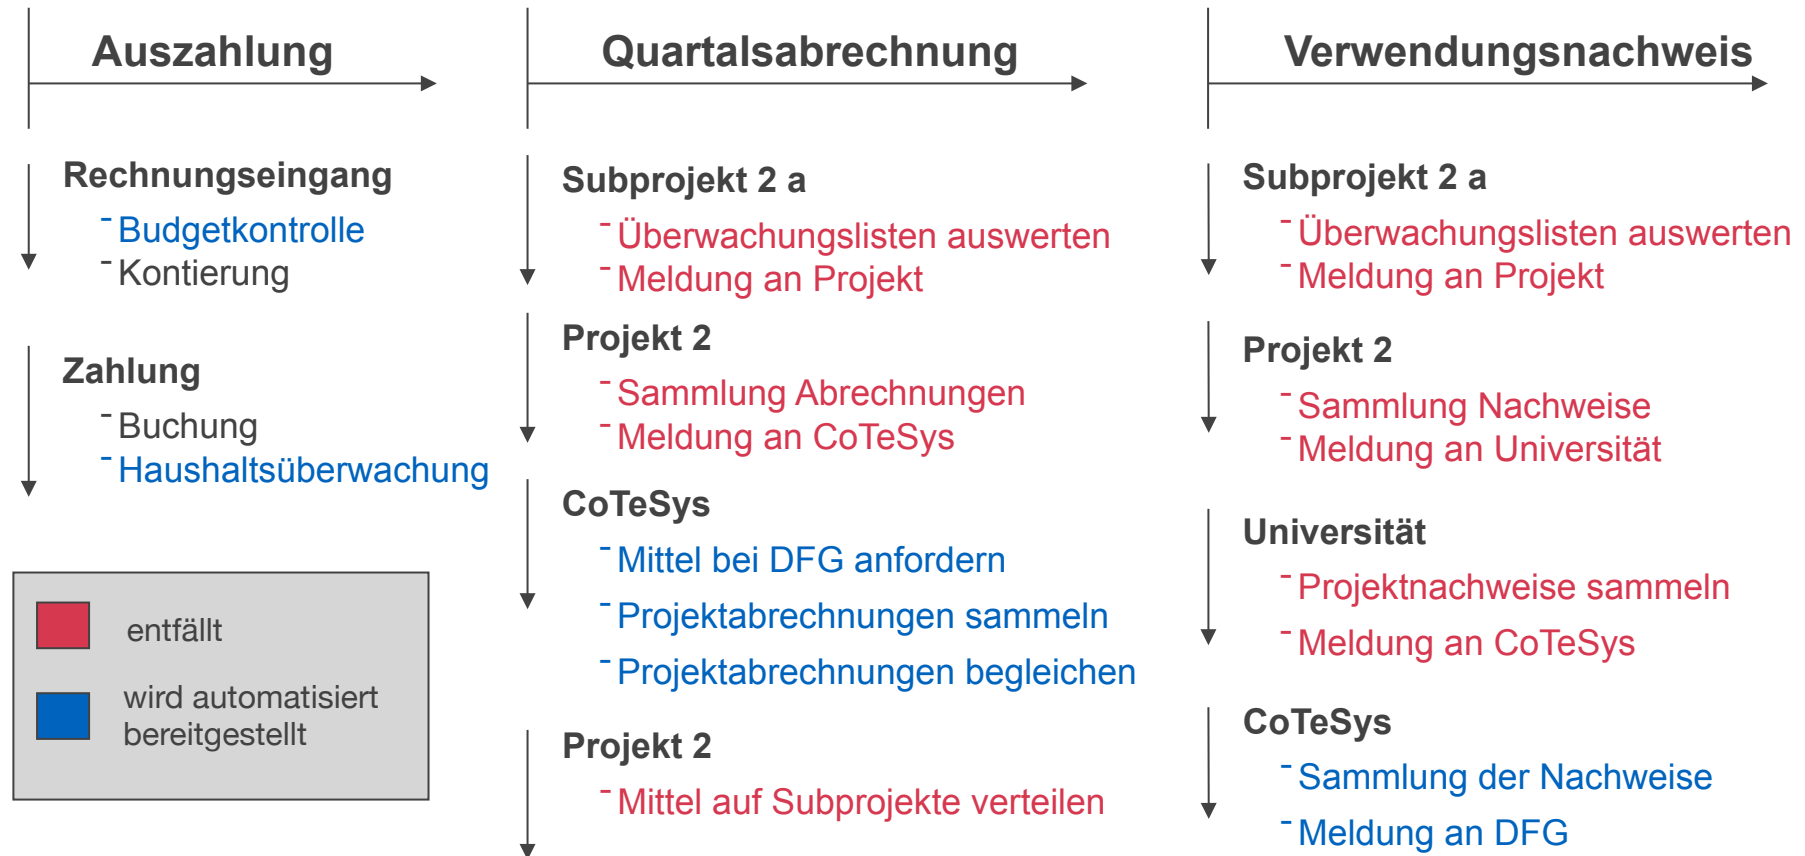 Auszahlung
Rechnungseingang
- Budgetkontrolle
- Kontierung
Zahlung
- Buchung
- Haushaltsüberwachung
entfällt
wird automatisiert
bereitgestellt
Quartalsabrechnung
Subprojekt 2 a
- Überwachungslisten auswerten
- Meldung an Projekt
Projekt 2
- Sammlung Abrechnungen
- Meldung an CoTeSys
CoTeSys
- Mittel bei DFG anfordern
- Projektabrechnungen sammeln
- Projektabrechnungen begleichen
Projekt 2
- Mittel auf Subprojekte verteilen
Verwendungsnachweis
Subprojekt 2 a
- Überwachungslisten auswerten
- Meldung an Projekt
Projekt 2
- Sammlung Nachweise
- Meldung an Universität
Universität
- Projektnachweise sammeln
- Meldung an CoTeSys
CoTeSys
- Sammlung der Nachweise
- Meldung an DFG